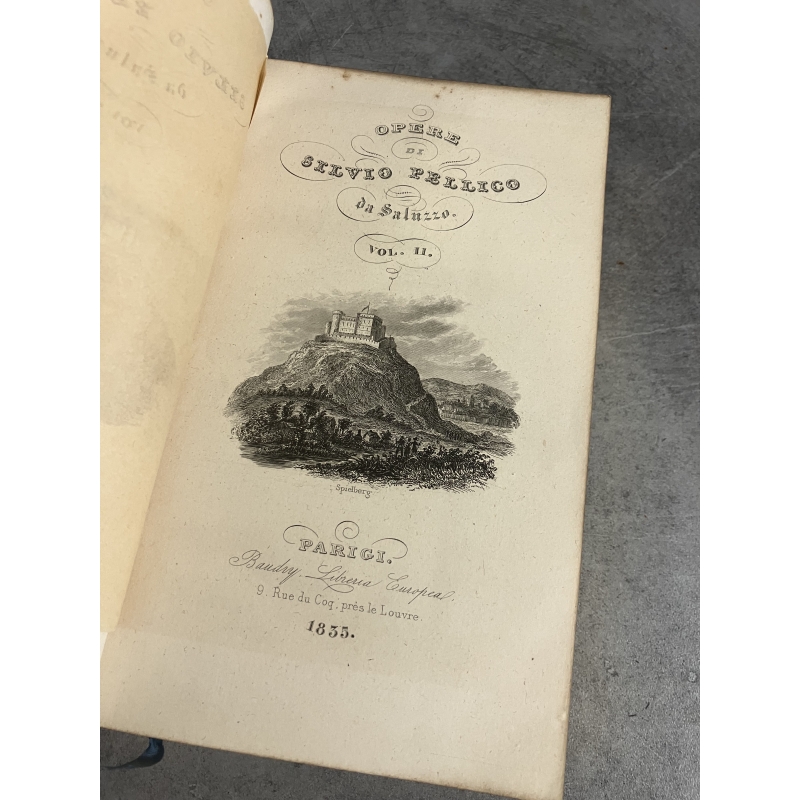 OPERE
DI
SILVIO PELLICO
da Saluzzo.
VOL. II.
Spielberg
PARIGI.
Baudry, Libreria Europea.
9. Rue du Coq, près le Louvre.
1835.